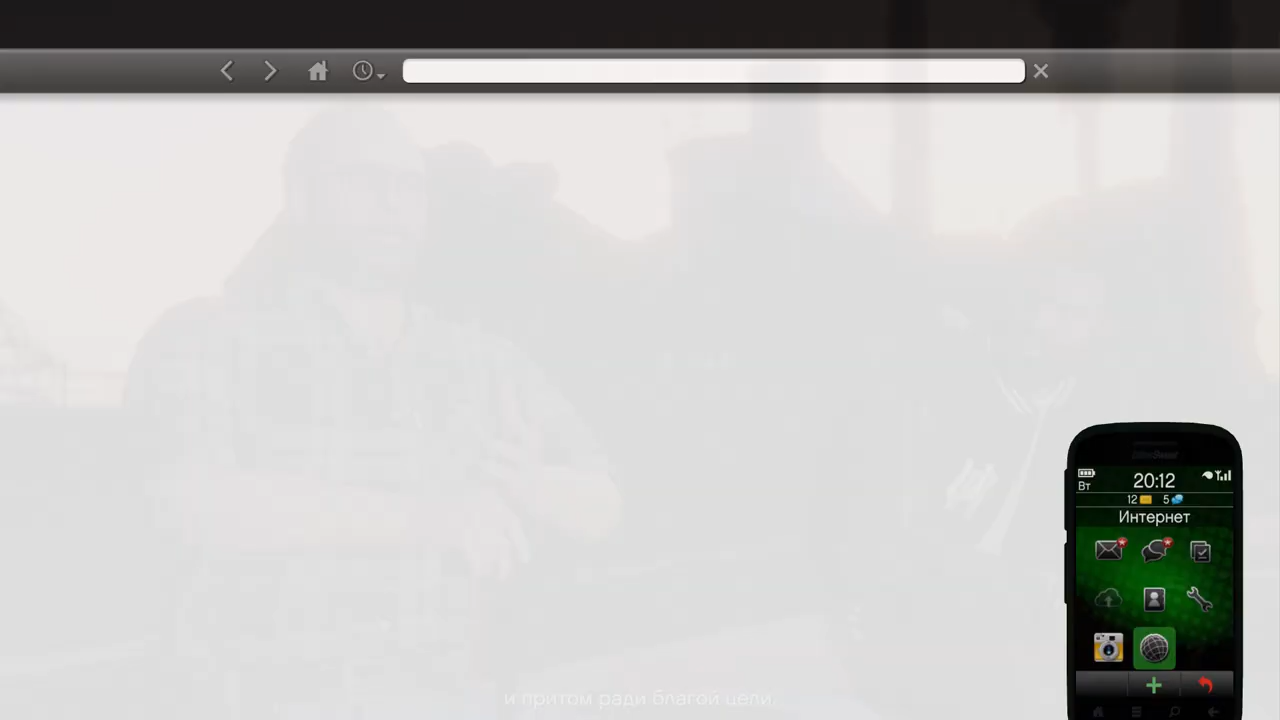 Вт
20:12
12
5
Интернет
и притом ради благой цели.